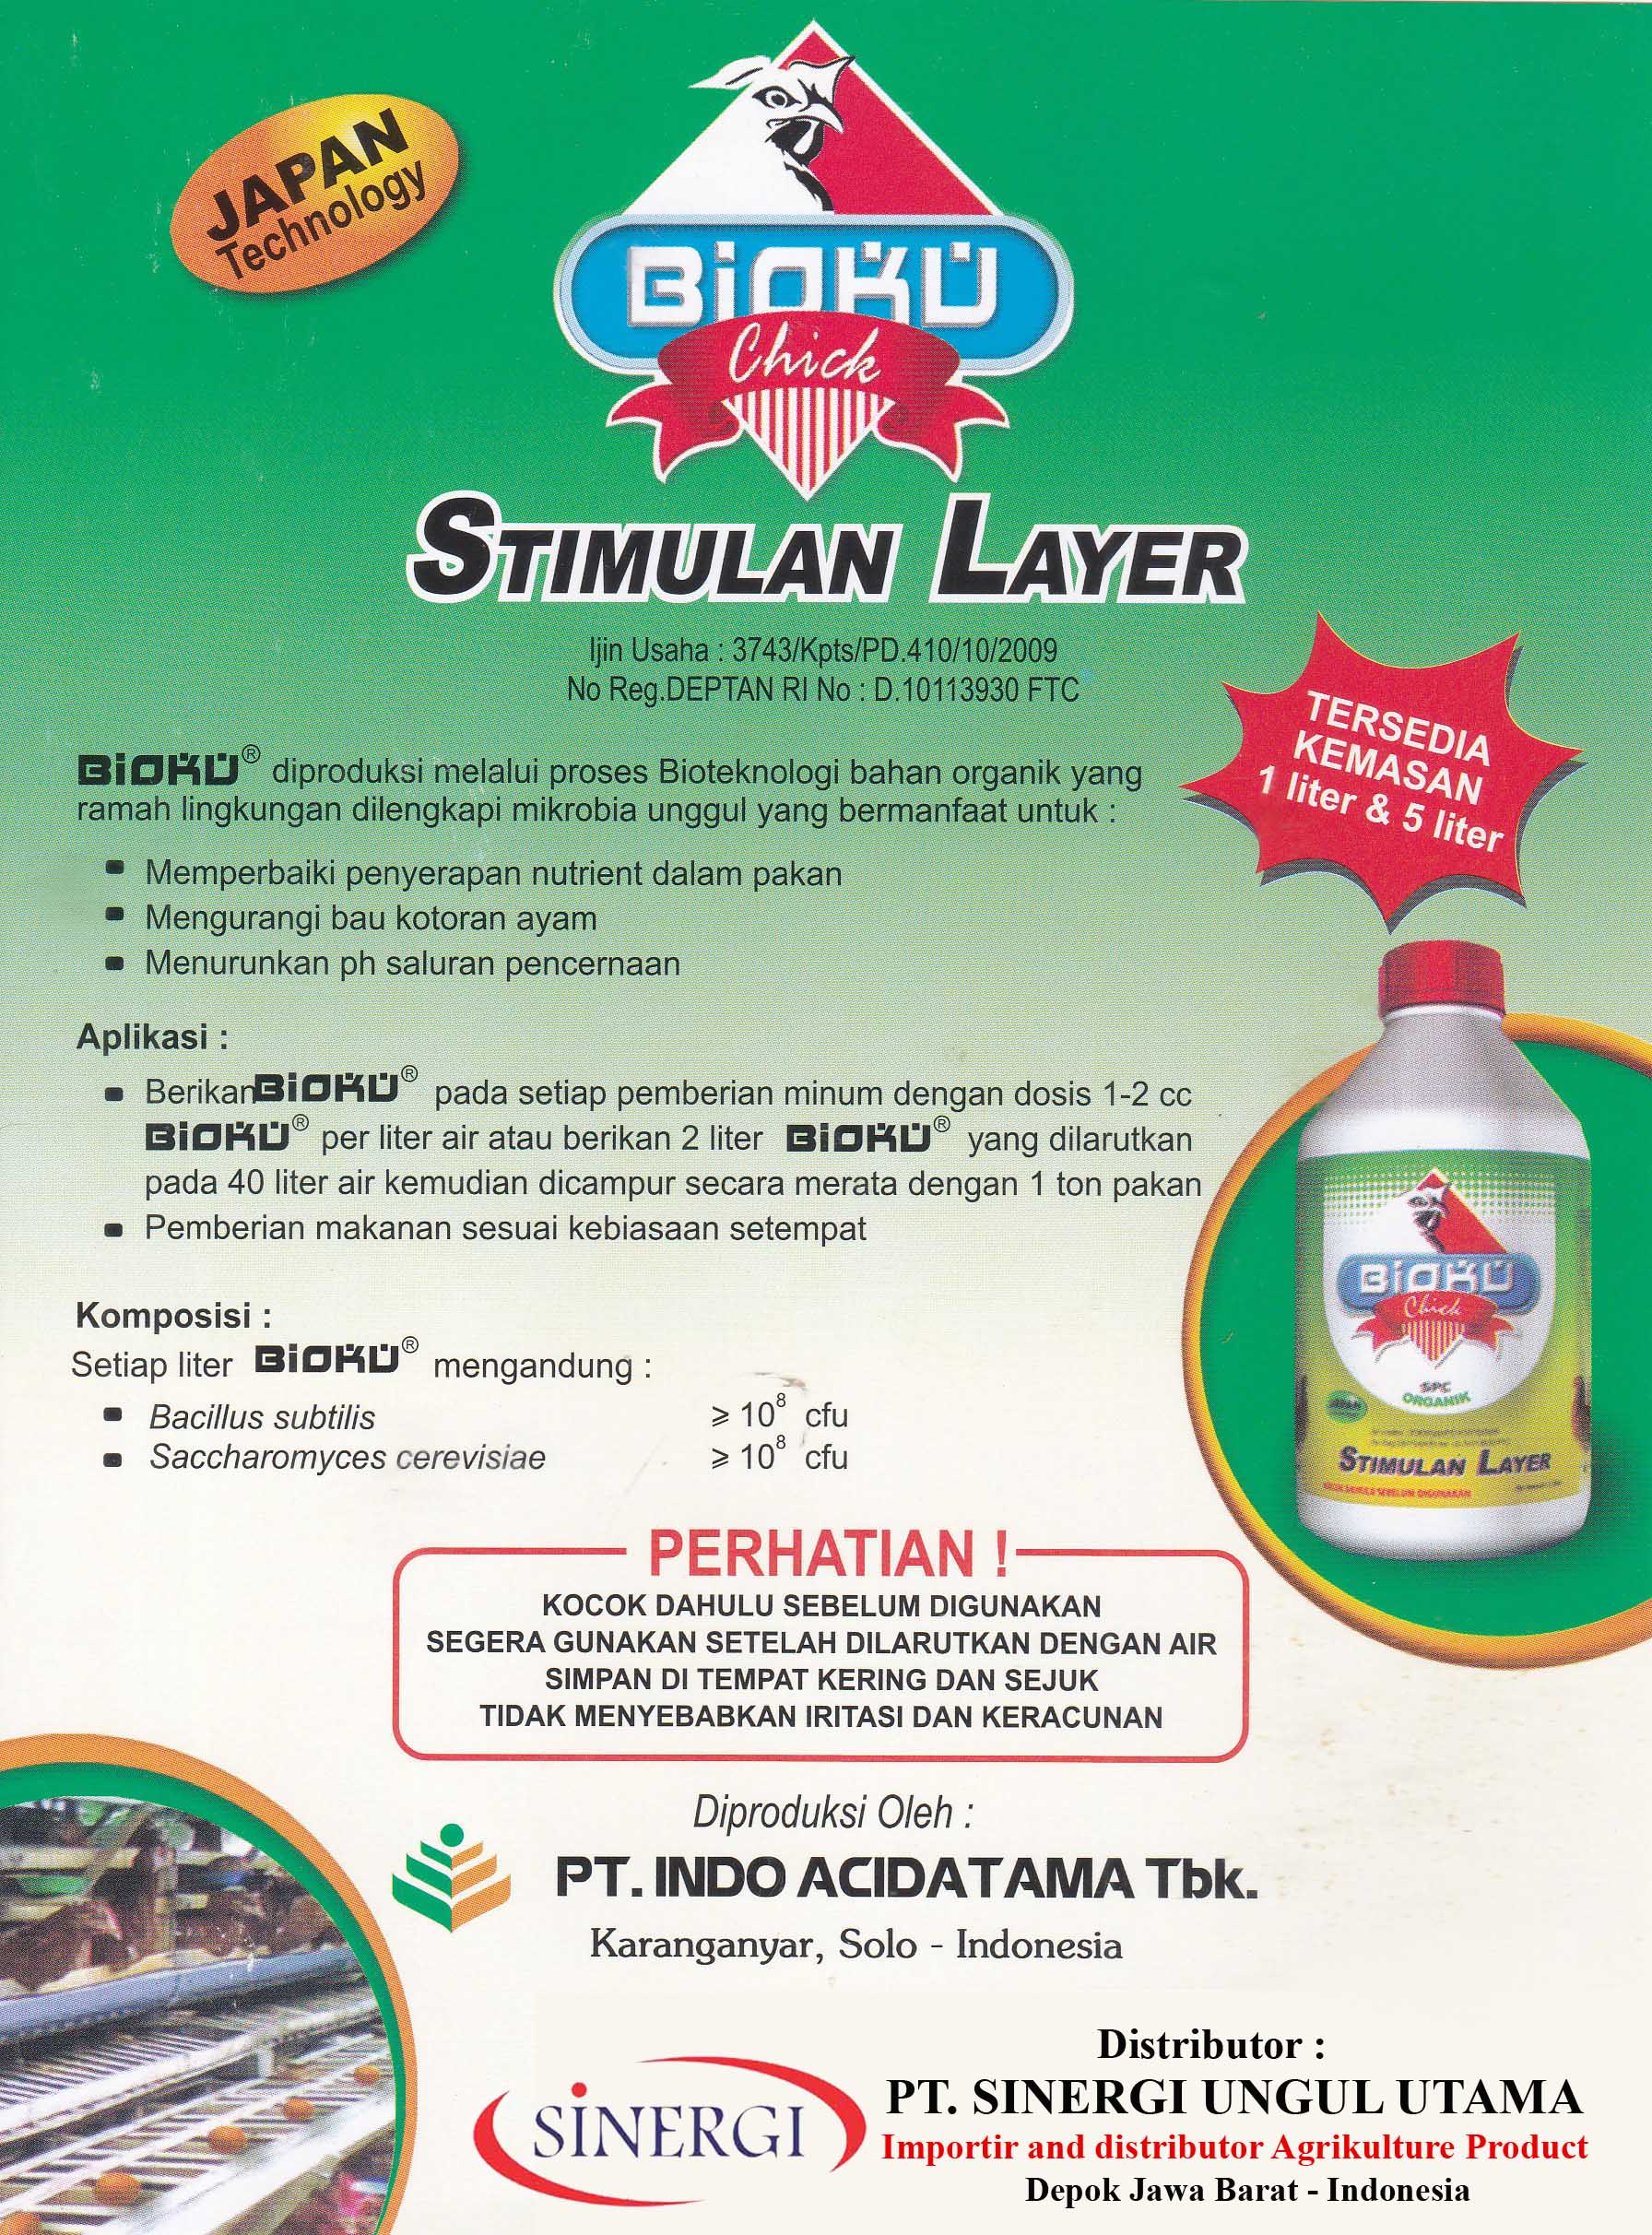 JAPAN
Technology
BiOKU
Chick
STIMULAN LAYER
Ijin Usaha : 3743/Kpts/PD.410/10/2009
No Reg.DEPTAN RI No : D.10113930 FTC
TERSEDIA
KEMASAN
1 liter & 5 liter
BiOKU® diproduksi melalui proses Bioteknologi bahan organik yang
ramah lingkungan dilengkapi mikrobia unggul yang bermanfaat untuk :
▪ Memperbaiki penyerapan nutrient dalam pakan
▪ Mengurangi bau kotoran ayam
▪ Menurunkan ph saluran pencernaan
Aplikasi :
▪ Berikan BiOKU® pada setiap pemberian minum dengan dosis 1-2 cc
BiOKU® per liter air atau berikan 2 liter BiOKU® yang dilarutkan
pada 40 liter air kemudian dicampur secara merata dengan 1 ton pakan
▪ Pemberian makanan sesuai kebiasaan setempat
Komposisi :
Setiap liter BiOKU® mengandung :
▪ Bacillus subtilis ⩾ 10⁸ cfu
▪ Saccharomyces cerevisiae ⩾ 10⁸ cfu
BiOKU
Chick
SPC
ORGANIK
JAPAN
STIMULAN LAYER
KOCOK DAHULU SEBELUM DIGUNAKAN
PERHATIAN !
KOCOK DAHULU SEBELUM DIGUNAKAN
SEGERA GUNAKAN SETELAH DILARUTKAN DENGAN AIR
SIMPAN DI TEMPAT KERING DAN SEJUK
TIDAK MENYEBABKAN IRITASI DAN KERACUNAN
Diproduksi Oleh :
PT. INDO ACIDATAMA Tbk.
Karanganyar, Solo - Indonesia
SiNERGI
Distributor :
PT. SINERGI UNGUL UTAMA
Importir and distributor Agrikulture Product
Depok Jawa Barat - Indonesia